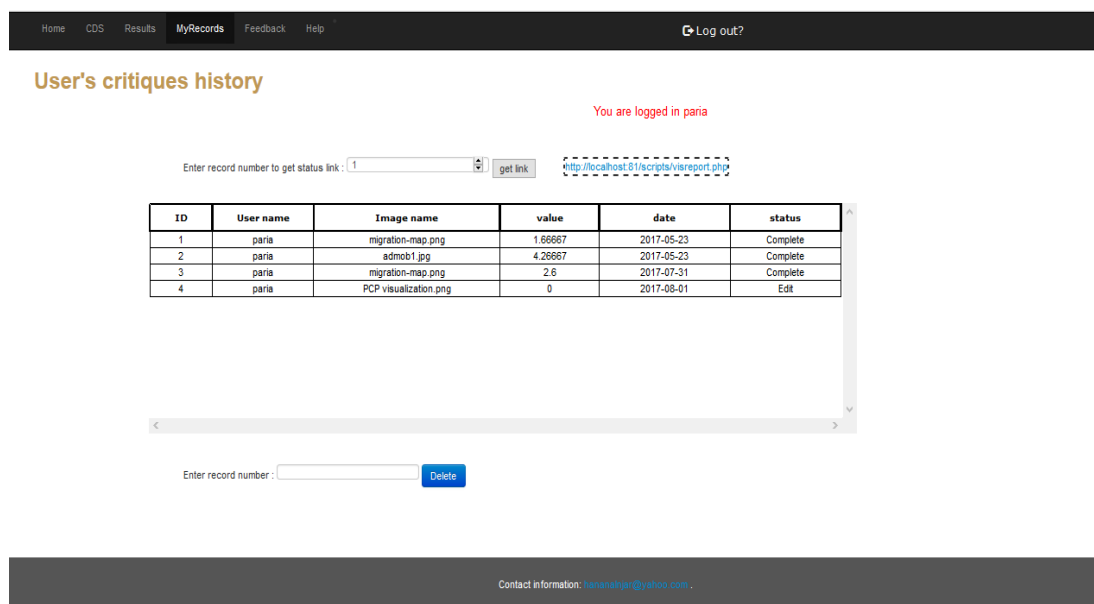 Home CDS Results MyRecords Feedback Help Log out?
User's critiques history
You are logged in paria
Enter record number to get status link : 1 get link http://localhost:81/scripts/visreport.php
ID User name Image name value date status
1 paria migration-map.png 1.66667 2017-05-23 Complete
2 paria admob1.jpg 4.26667 2017-05-23 Complete
3 paria migration-map.png 2.6 2017-07-31 Complete
4 paria PCP visualization.png 0 2017-08-01 Edit
Enter record number : Delete
Contact information: .